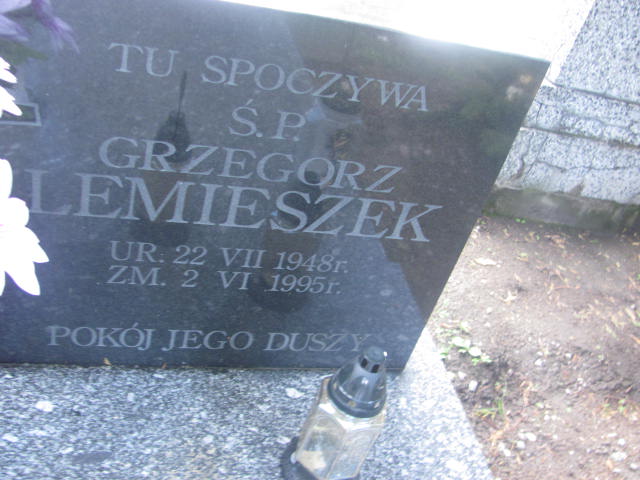 TU SPOCZYWA
Ś.P.
GRZEGORZ
LEMIESZEK
UR. 22 VII 1948r.
ZM. 2 VI 1995r.
POKÓJ JEGO DUSZY